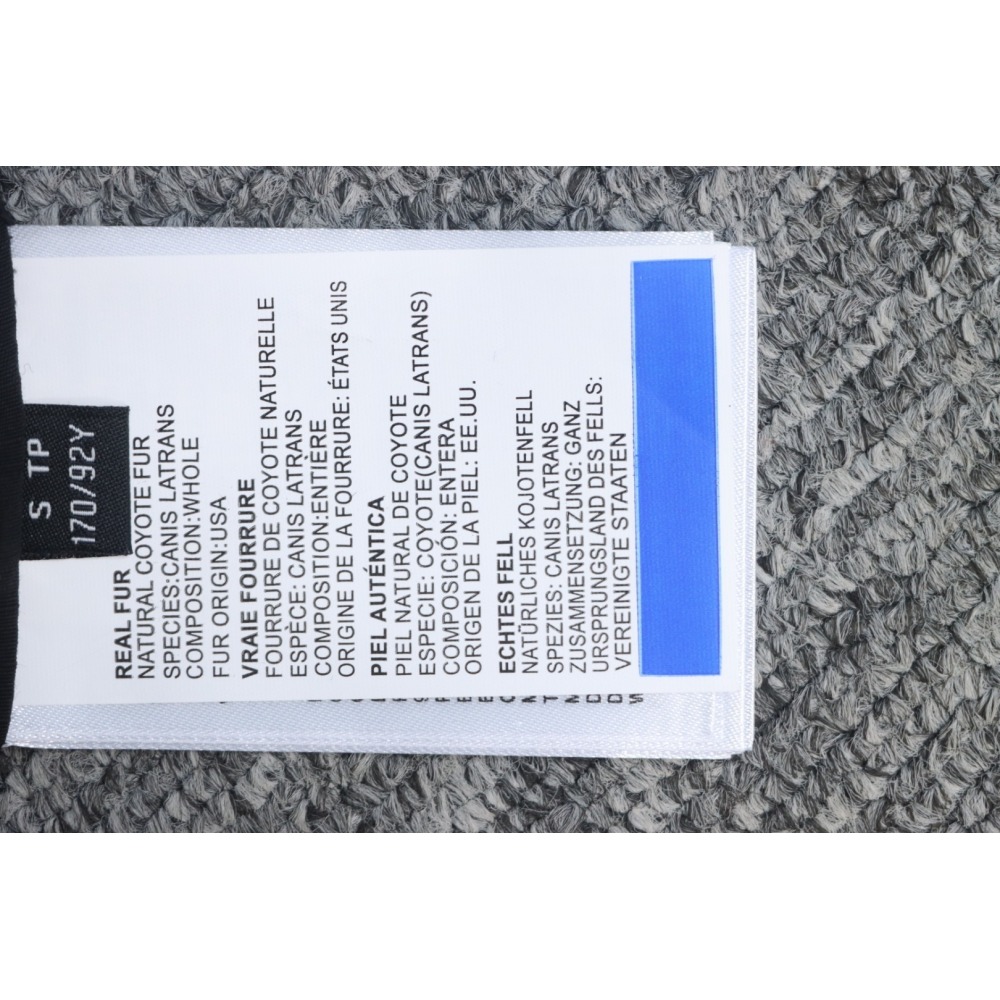 S TP
170/92Y
REAL FUR
NATURAL COYOTE FUR
SPECIES:CANIS LATRANS
COMPOSITION:WHOLE
FUR ORIGIN:USA
VRAIE FOURRURE
FOURRURE DE COYOTE NATURELLE
ESPÈCE: CANIS LATRANS
COMPOSITION:ENTIÈRE
ORIGINE DE LA FOURRURE: ÉTATS UNIS
PIEL AUTÉNTICA
PIEL NATURAL DE COYOTE
ESPECIE: COYOTE(CANIS LATRANS)
COMPOSICIÓN: ENTERA
ORIGEN DE LA PIEL: EE.UU.
ECHTES FELL
NATÜRLICHES KOJOTENFELL
SPEZIES: CANIS LATRANS
ZUSAMMENSETZUNG: GANZ
URSPRUNGSLAND DES FELLS:
VEREINIGTE STAATEN